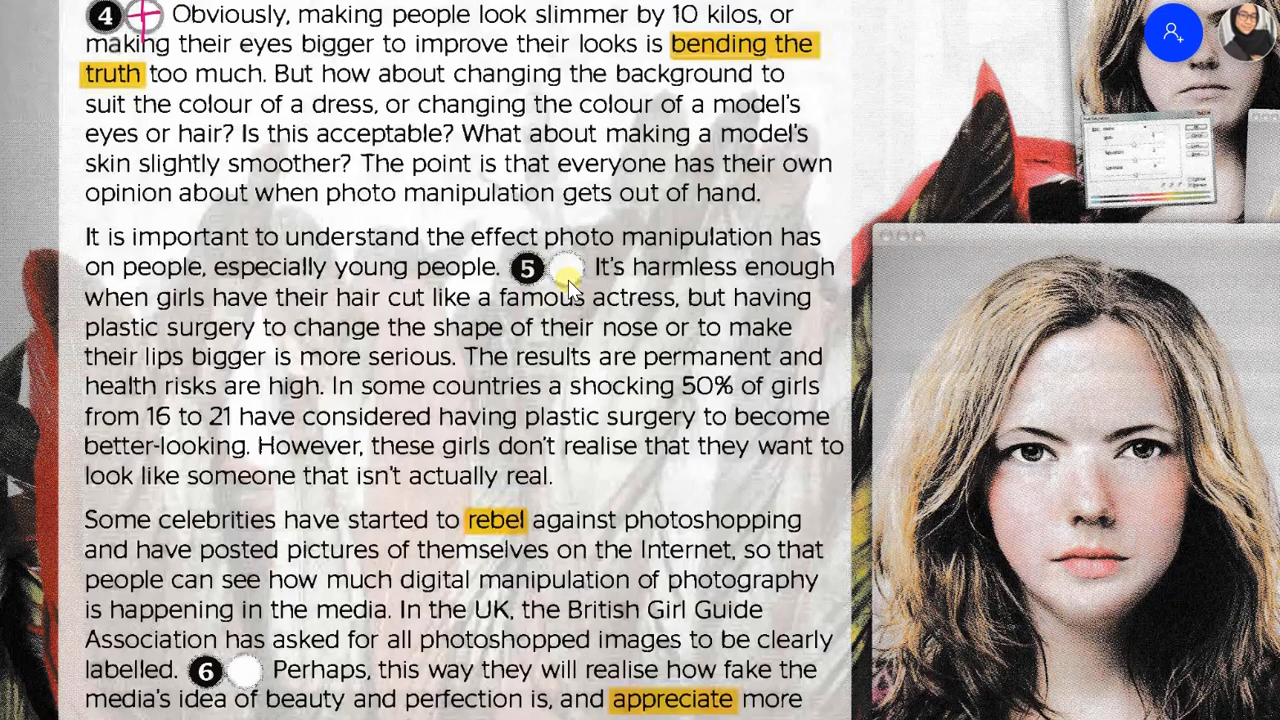 4 Obviously, making people look slimmer by 10 kilos, or
making their eyes bigger to improve their looks is bending the
truth too much. But how about changing the background to
suit the colour of a dress, or changing the colour of a model's
eyes or hair? Is this acceptable? What about making a model's
skin slightly smoother? The point is that everyone has their own
opinion about when photo manipulation gets out of hand.
It is important to understand the effect photo manipulation has
on people, especially young people. 5 It's harmless enough
when girls have their hair cut like a famous actress, but having
plastic surgery to change the shape of their nose or to make
their lips bigger is more serious. The results are permanent and
health risks are high. In some countries a shocking 50% of girls
from 16 to 21 have considered having plastic surgery to become
better-looking. However, these girls don't realise that they want to
look like someone that isn't actually real.
Some celebrities have started to rebel against photoshopping
and have posted pictures of themselves on the Internet, so that
people can see how much digital manipulation of photography
is happening in the media. In the UK, the British Girl Guide
Association has asked for all photoshopped images to be clearly
labelled. 6 Perhaps, this way they will realise how fake the
media's idea of beauty and perfection is, and appreciate more